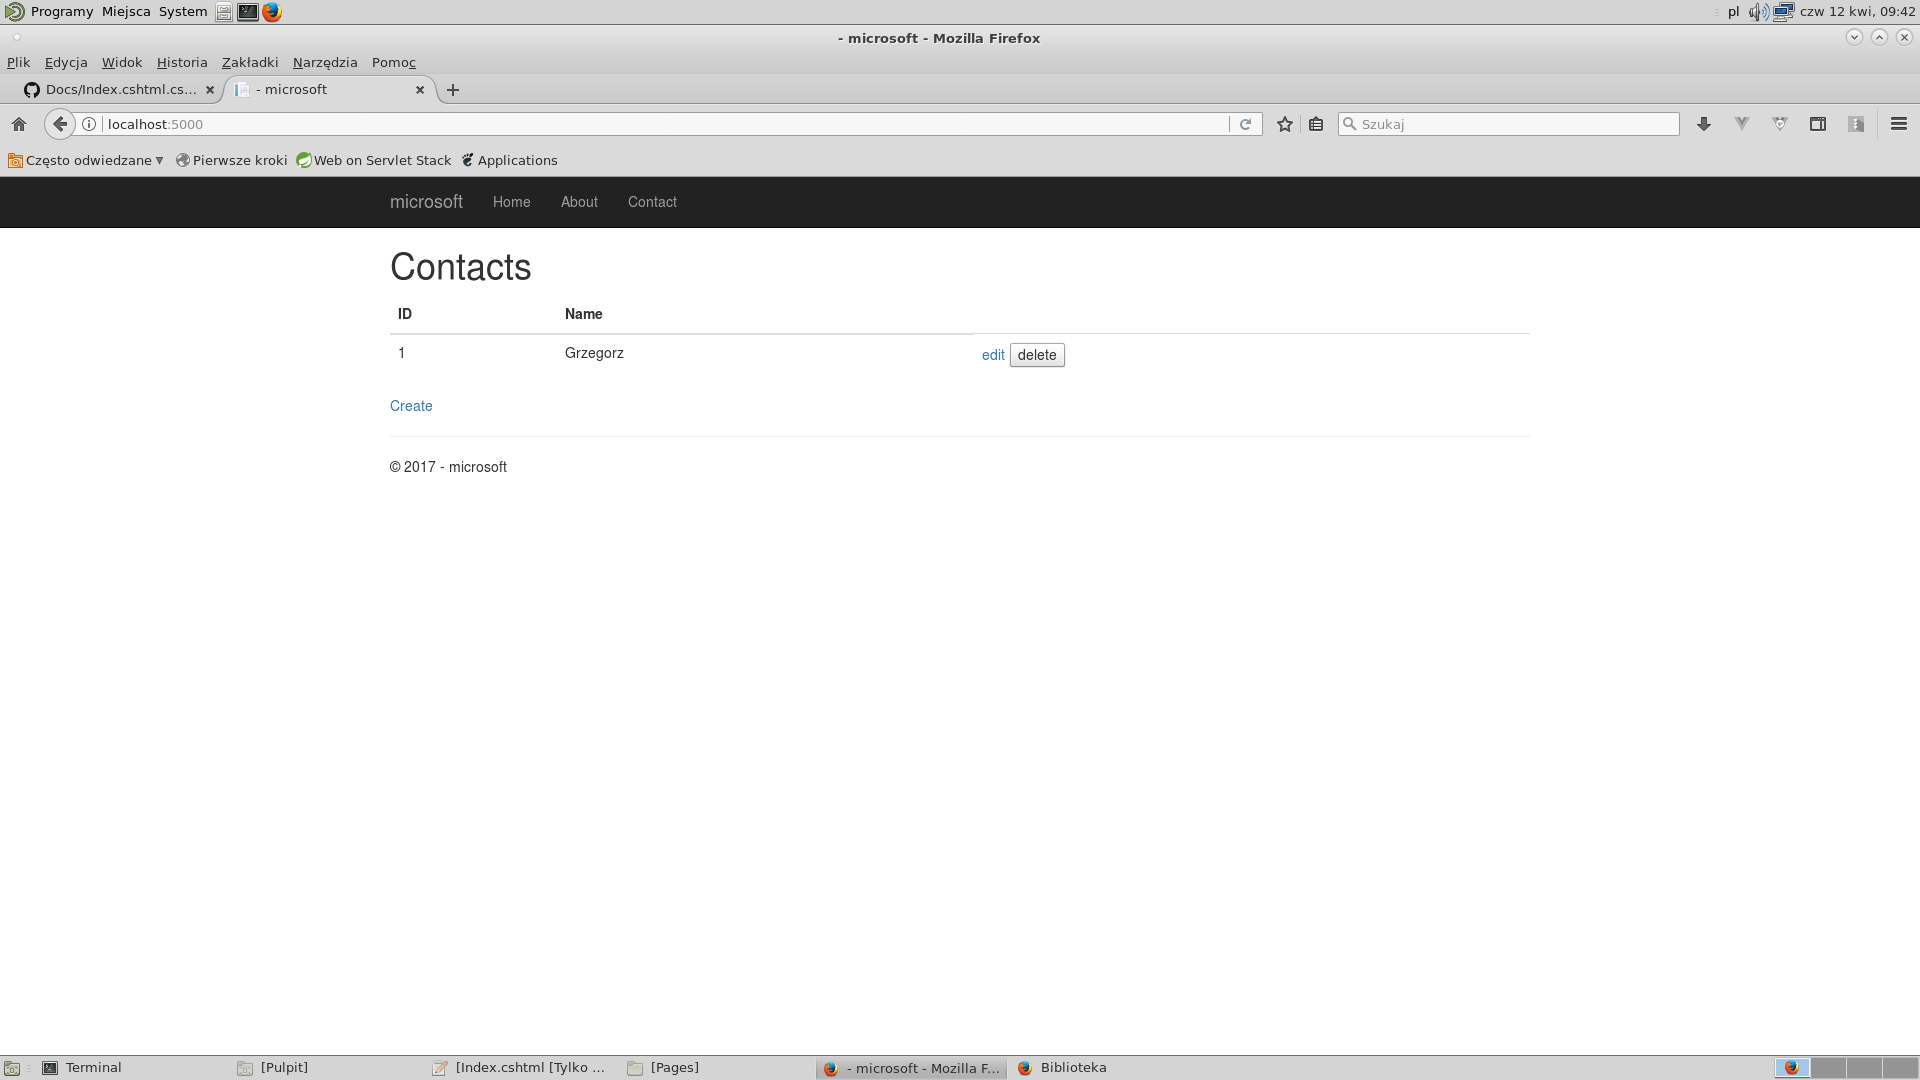 Programy Miejsca System
pl czw 12 kwi, 09:42
- microsoft - Mozilla Firefox
Plik Edycja Widok Historia Zakładki Narzędzia Pomoc
Docs/Index.cshtml.cs... - microsoft
localhost:5000 Szukaj
Często odwiedzane Pierwsze kroki Web on Servlet Stack Applications
microsoft Home About Contact
Contacts
ID Name
1 Grzegorz edit delete
Create
© 2017 - microsoft
Terminal [Pulpit] [Index.cshtml [Tylko ... [Pages] - microsoft - Mozilla F... Biblioteka